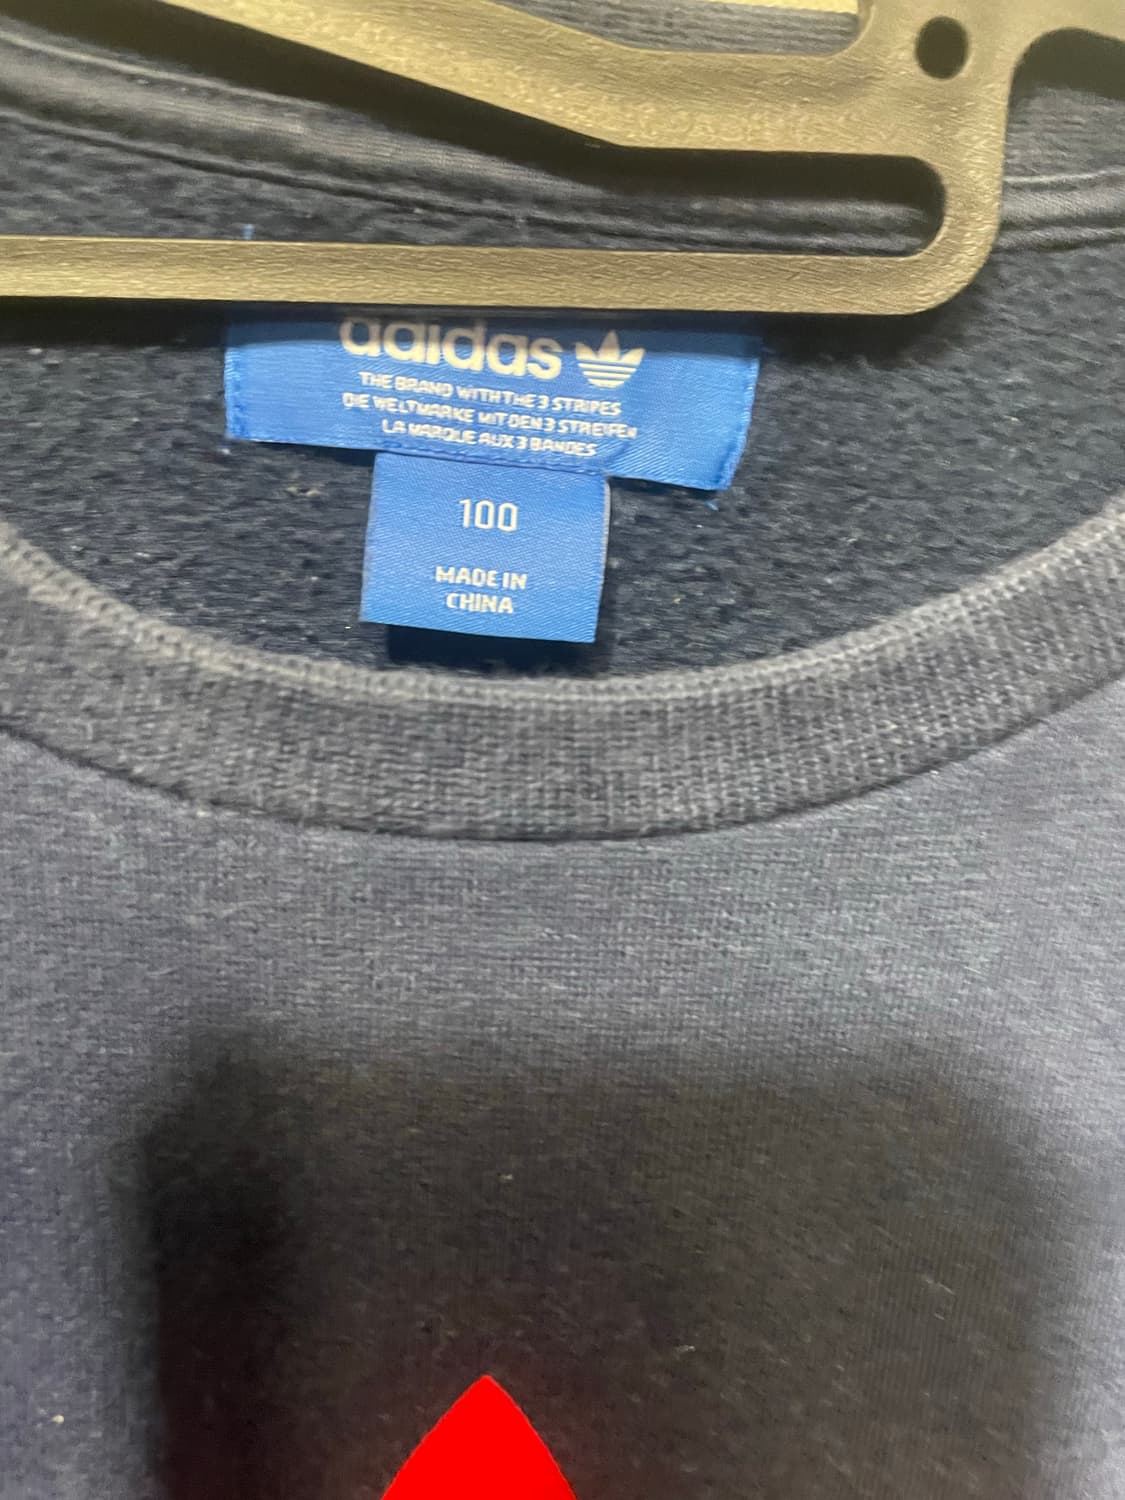 adidas
THE BRAND WITH THE 3 STRIPES
DIE WELTMARKE MIT DEN 3 STREIFEN
LA MARQUE AUX 3 BANDES
100
MADE IN
CHINA